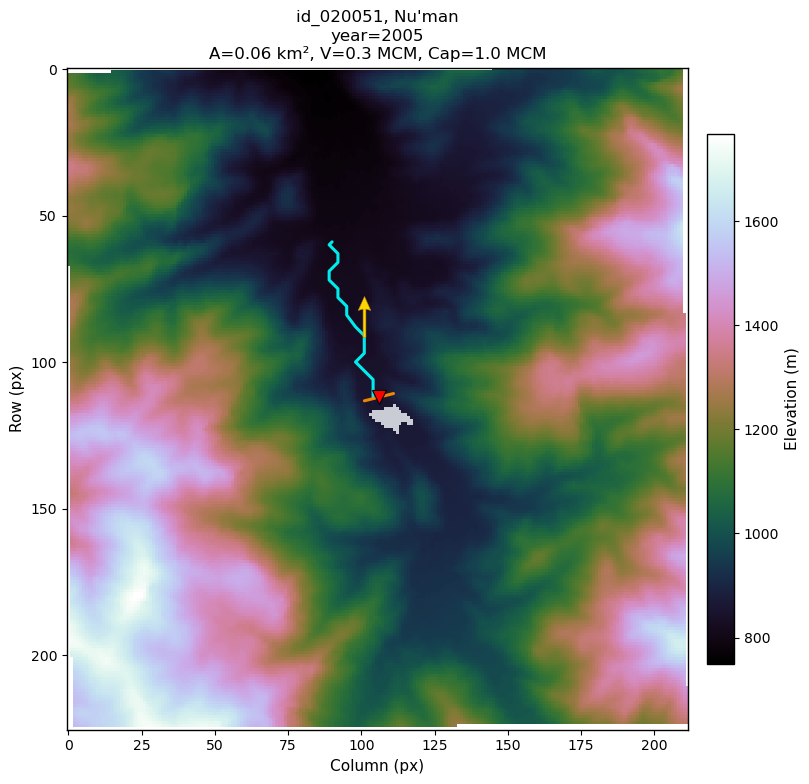 id_020051, Nu'man
year=2005
A=0.06 km², V=0.3 MCM, Cap=1.0 MCM
0
50
100
150
200
Row (px)
0 25 50 75 100 125 150 175 200
Column (px)
1600
1400
1200
1000
800
Elevation (m)